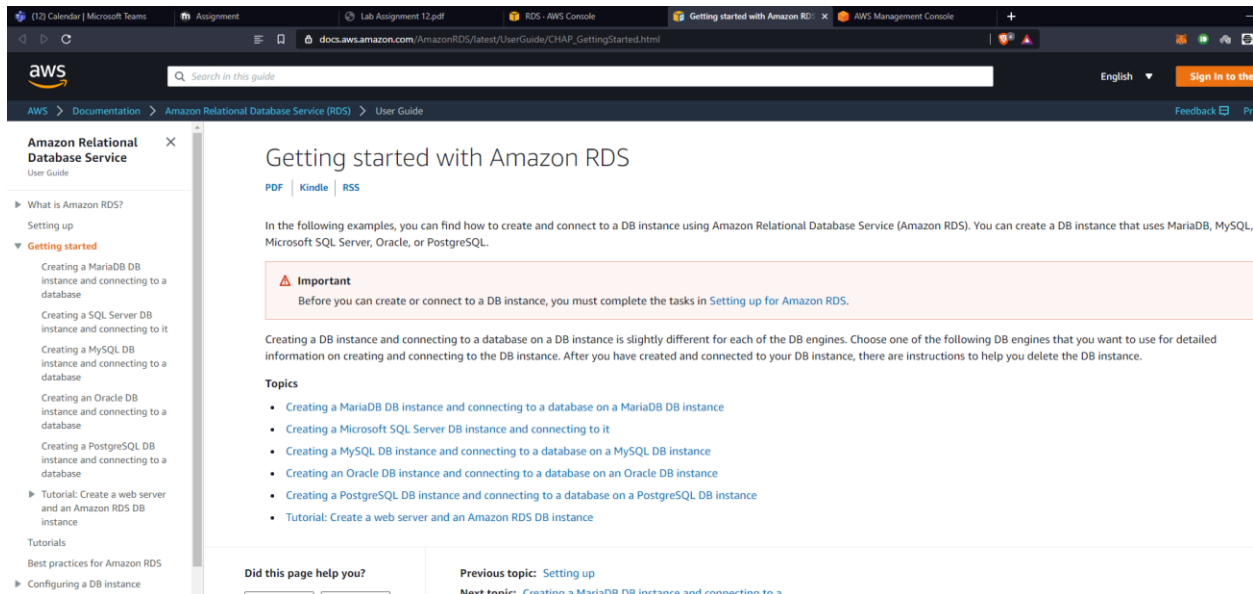 (12) Calendar | Microsoft Teams
Assignment
Lab Assignment 12.pdf
RDS - AWS Console
Getting started with Amazon RDS
AWS Management Console
docs.aws.amazon.com/AmazonRDS/latest/UserGuide/CHAP_GettingStarted.html
aws
Search in this guide
English
Sign In to the
AWS > Documentation > Amazon Relational Database Service (RDS) > User Guide
Feedback
Pr
Amazon Relational
Database Service
User Guide
What is Amazon RDS?
Setting up
Getting started
Creating a MariaDB DB
instance and connecting to a
database
Creating a SQL Server DB
instance and connecting to it
Creating a MySQL DB
instance and connecting to a
database
Creating an Oracle DB
instance and connecting to a
database
Creating a PostgreSQL DB
instance and connecting to a
database
Tutorial: Create a web server
and an Amazon RDS DB
instance
Tutorials
Best practices for Amazon RDS
Configuring a DB instance
Getting started with Amazon RDS
PDF | Kindle | RSS
In the following examples, you can find how to create and connect to a DB instance using Amazon Relational Database Service (Amazon RDS). You can create a DB instance that uses MariaDB, MySQL,
Microsoft SQL Server, Oracle, or PostgreSQL.
Important
Before you can create or connect to a DB instance, you must complete the tasks in Setting up for Amazon RDS.
Creating a DB instance and connecting to a database on a DB instance is slightly different for each of the DB engines. Choose one of the following DB engines that you want to use for detailed
information on creating and connecting to the DB instance. After you have created and connected to your DB instance, there are instructions to help you delete the DB instance.
Topics
• Creating a MariaDB DB instance and connecting to a database on a MariaDB DB instance
• Creating a Microsoft SQL Server DB instance and connecting to it
• Creating a MySQL DB instance and connecting to a database on a MySQL DB instance
• Creating an Oracle DB instance and connecting to a database on an Oracle DB instance
• Creating a PostgreSQL DB instance and connecting to a database on a PostgreSQL DB instance
• Tutorial: Create a web server and an Amazon RDS DB instance
Did this page help you?
Previous topic: Setting up
Next topic: Creating a MariaDB DB instance and connecting to a